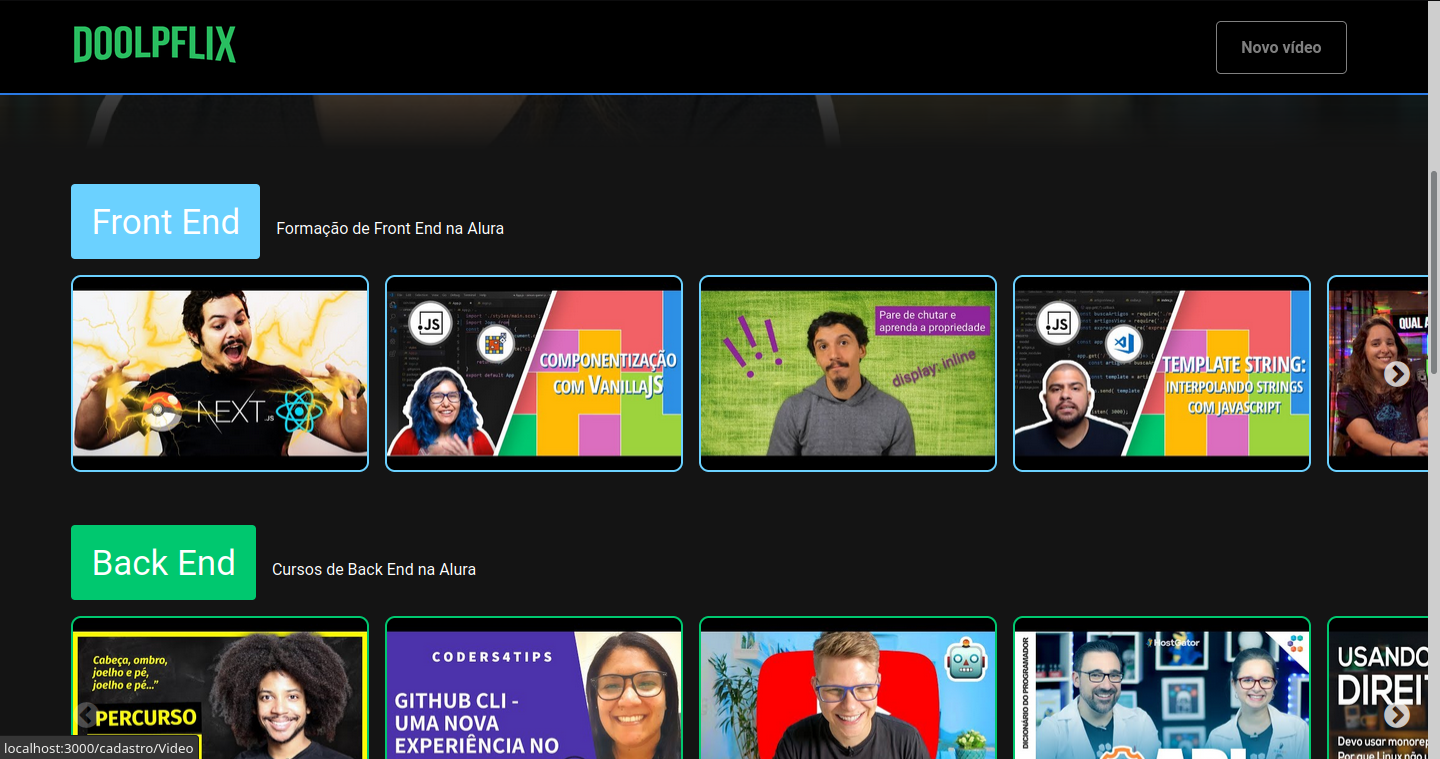 DOOLPFLIX
Novo vídeo
Front End
Formação de Front End na Alura
NEXT.JS
.JS
COMPONENTIZAÇÃO
COM VANILLAJS
Pare de chutar e
aprenda a propriedade
display: inline
.JS
TEMPLATE STRING:
INTERPOLANDO STRINGS
COM JAVASCRIPT
QUAL A
Back End
Cursos de Back End na Alura
Cabeça, ombro,
joelho e pé,
joelho e pé..."
PERCURSO
CODERS4TIPS
GITHUB CLI -
UMA NOVA
EXPERIÊNCIA NO
DICIONÁRIO DO PROGRAMADOR
HostGator
API
USANDO
DIREIT
Devo usar monorep
Por que Linux não u
localhost:3000/cadastro/Video